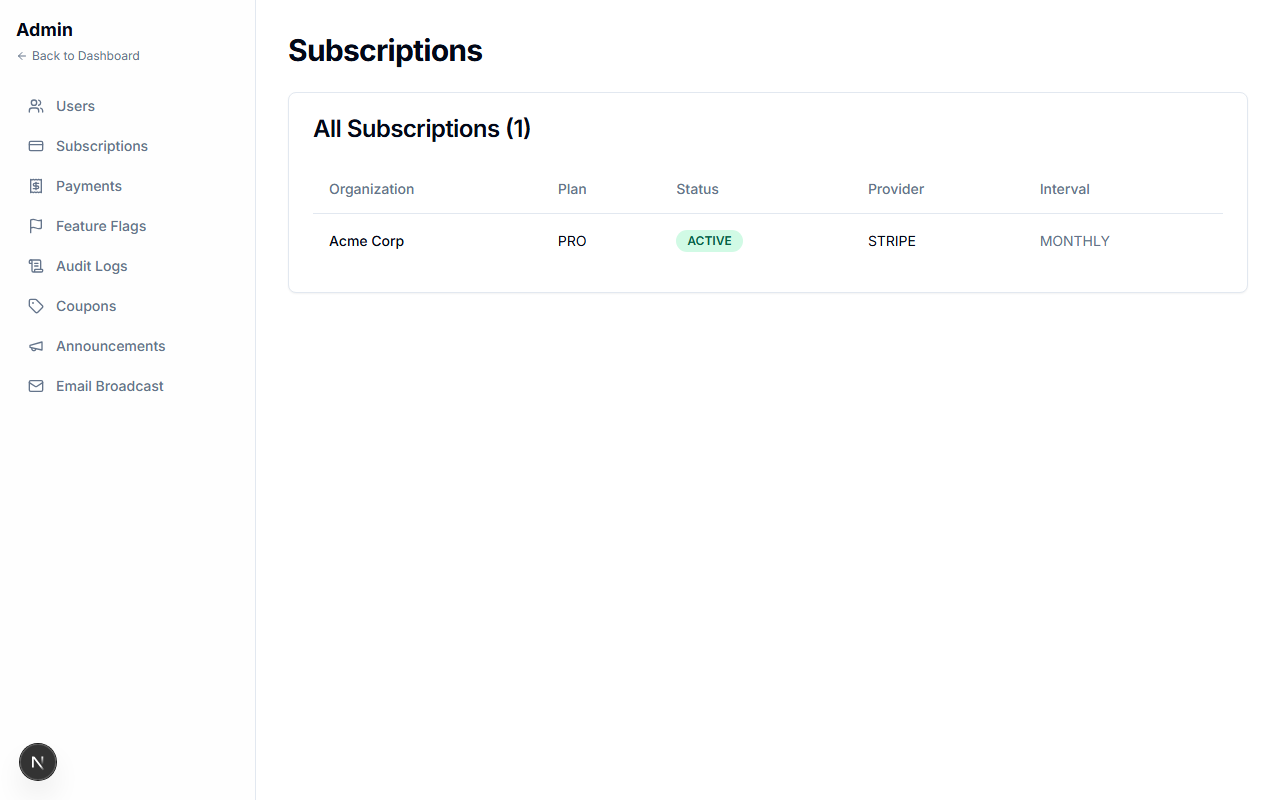 Admin
← Back to Dashboard
Users
Subscriptions
Payments
Feature Flags
Audit Logs
Coupons
Announcements
Email Broadcast
N
Subscriptions
All Subscriptions (1)
Organization Plan Status Provider Interval
Acme Corp PRO ACTIVE STRIPE MONTHLY